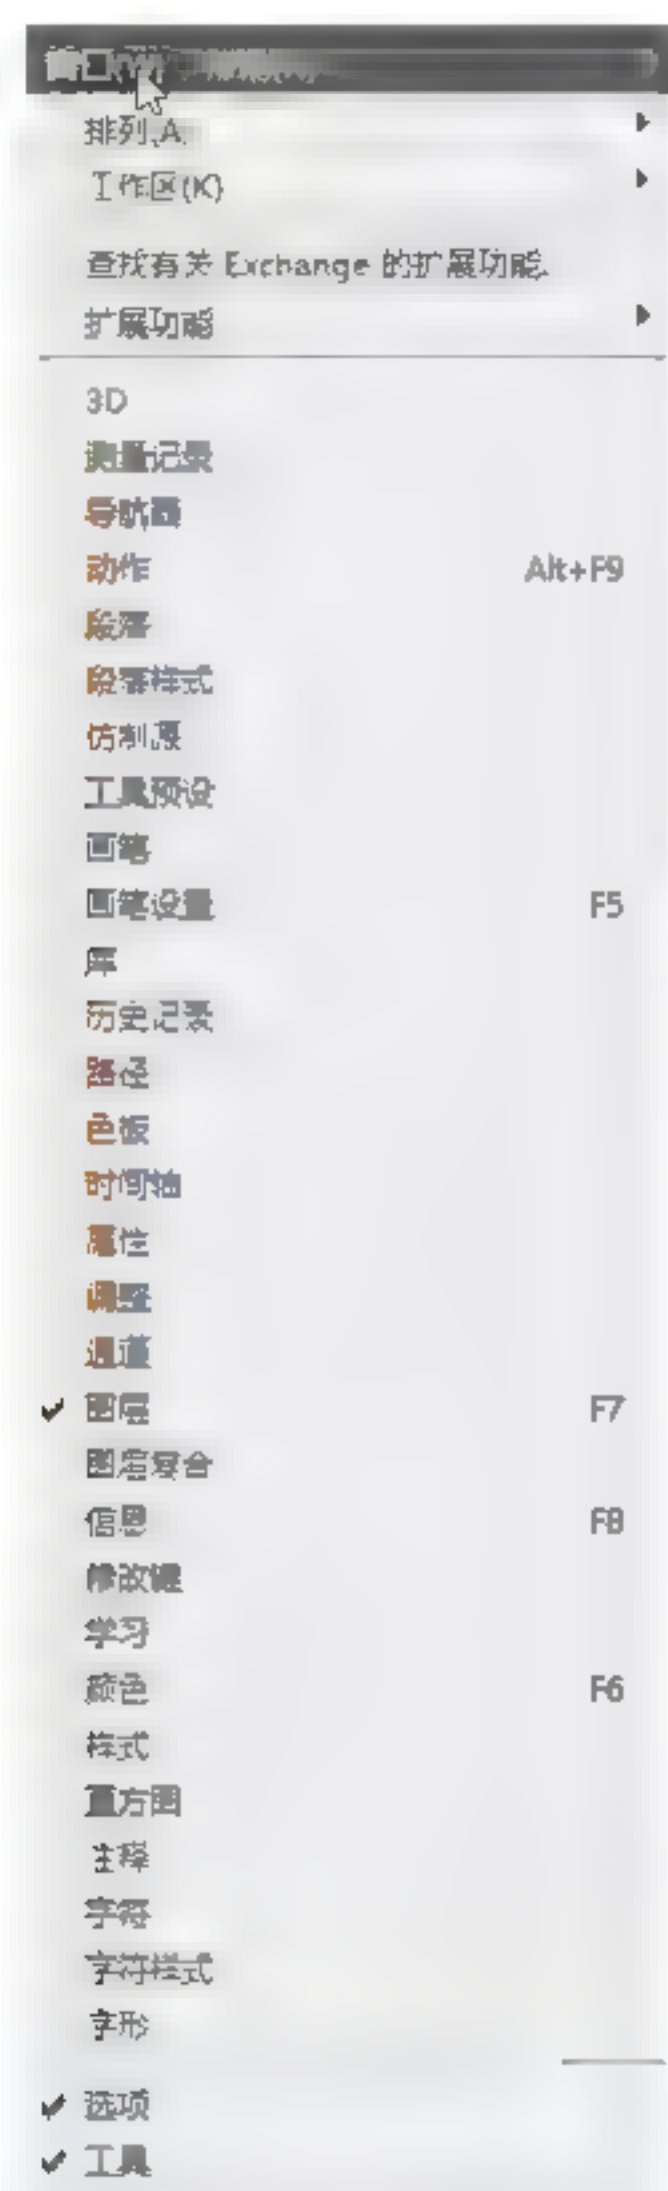 窗口(W)
排列(A)
工作区(K)
查找有关 Exchange 的扩展功能...
扩展功能
3D
测量记录
导航器
动作 Alt+F9
段落
段落样式
仿制源
工具预设
画笔
画笔设置 F5
库
历史记录
路径
色板
时间轴
属性
调整
通道
✓ 图层 F7
图层复合
信息 F8
修改键
学习
颜色 F6
样式
直方图
注释
字符
字符样式
字形
✓ 选项
✓ 工具